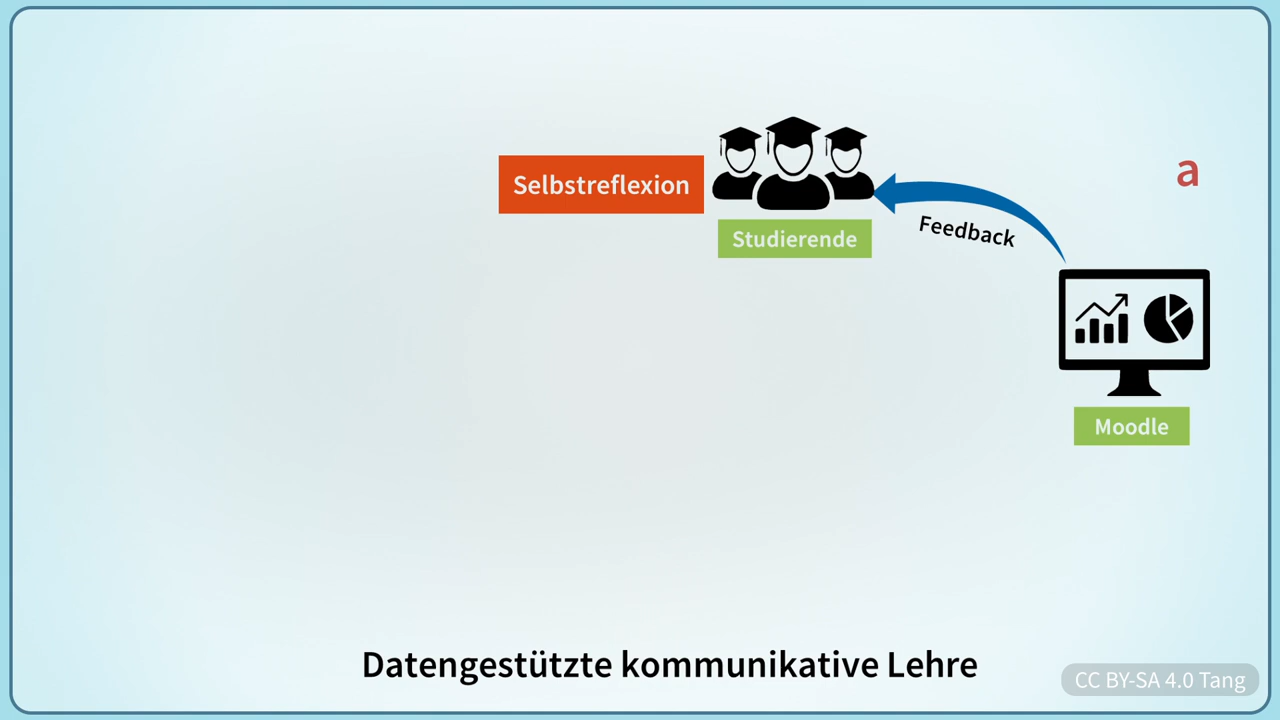 a
Selbstreflexion
Studierende
Feedback
Moodle
Datengestützte kommunikative Lehre
CC BY-SA 4.0 Tang